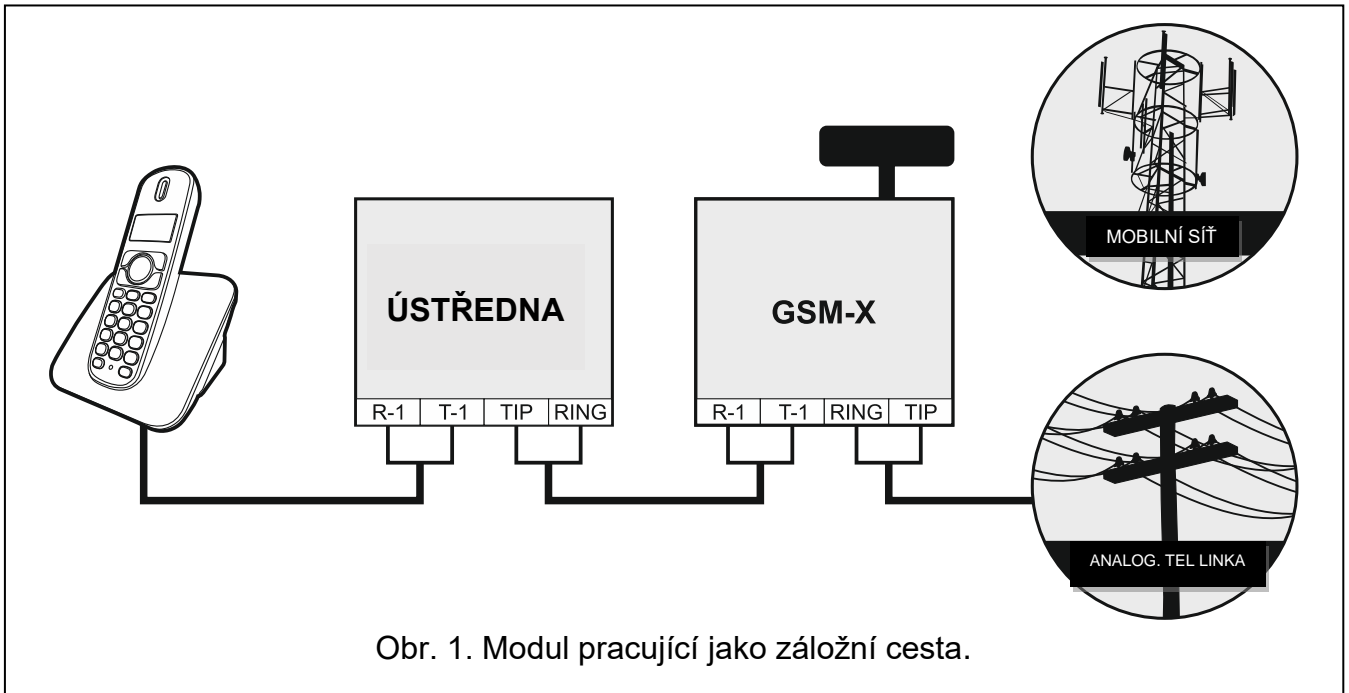 MOBILNÍ SÍŤ
ÚSTŘEDNA
GSM-X
R-1 T-1 TIP RING
R-1 T-1 RING TIP
ANALOG. TEL LINKA
Obr. 1. Modul pracující jako záložní cesta.